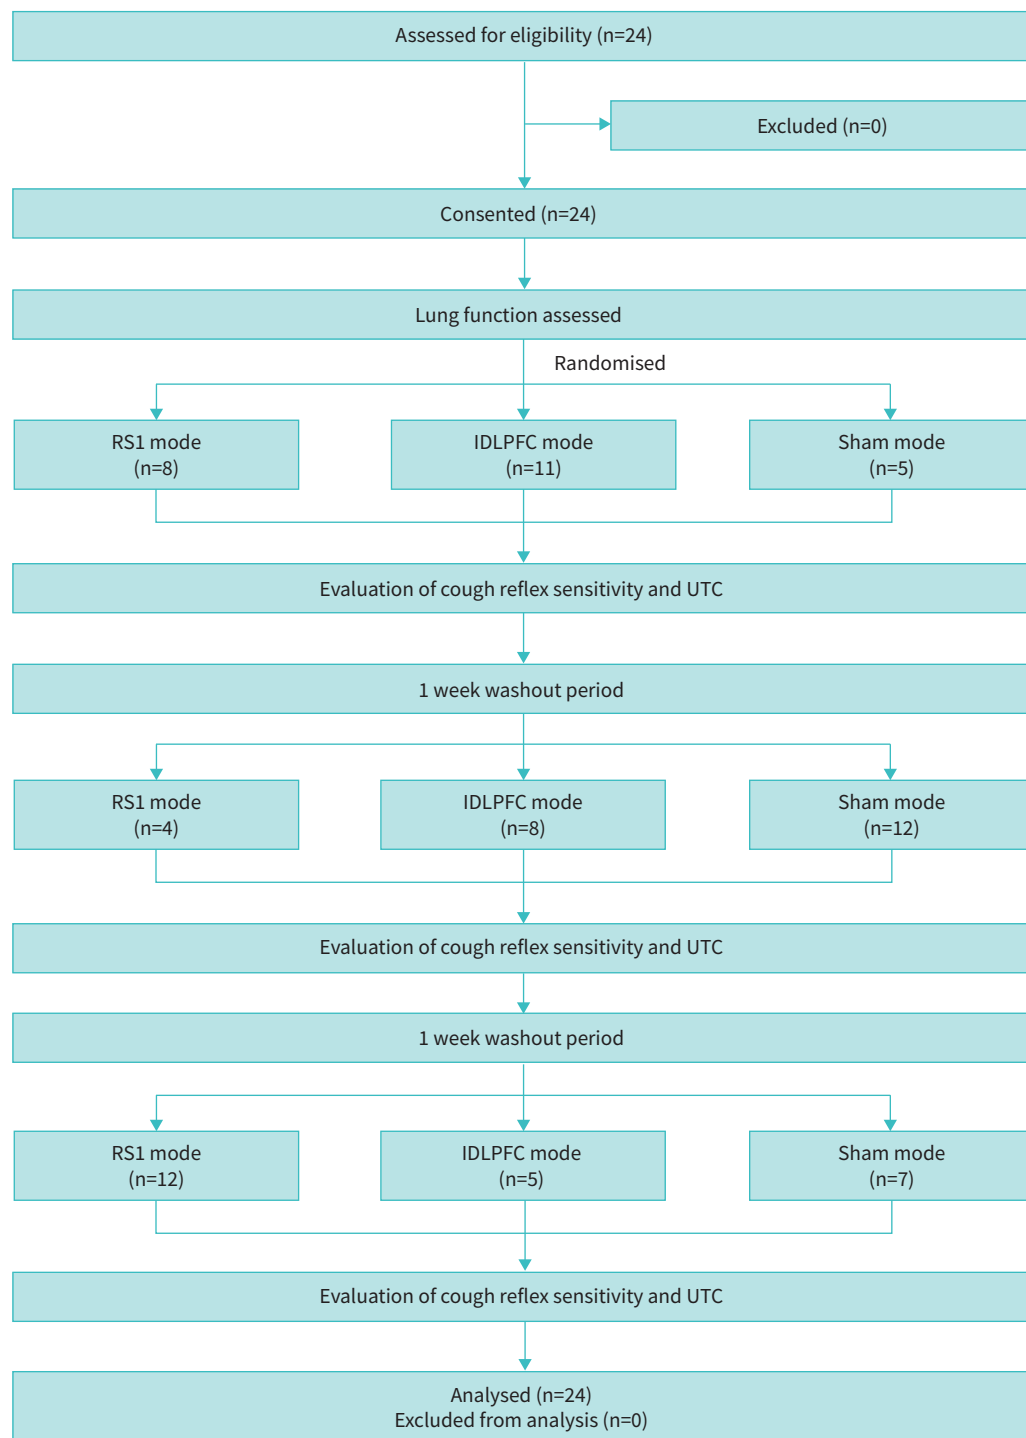 Assessed for eligibility (n=24)
Excluded (n=0)
Consented (n=24)
Lung function assessed
Randomised
RS1 mode
(n=8)
IDLPFC mode
(n=11)
Sham mode
(n=5)
Evaluation of cough reflex sensitivity and UTC
1 week washout period
RS1 mode
(n=4)
IDLPFC mode
(n=8)
Sham mode
(n=12)
Evaluation of cough reflex sensitivity and UTC
1 week washout period
RS1 mode
(n=12)
IDLPFC mode
(n=5)
Sham mode
(n=7)
Evaluation of cough reflex sensitivity and UTC
Analysed (n=24)
Excluded from analysis (n=0)